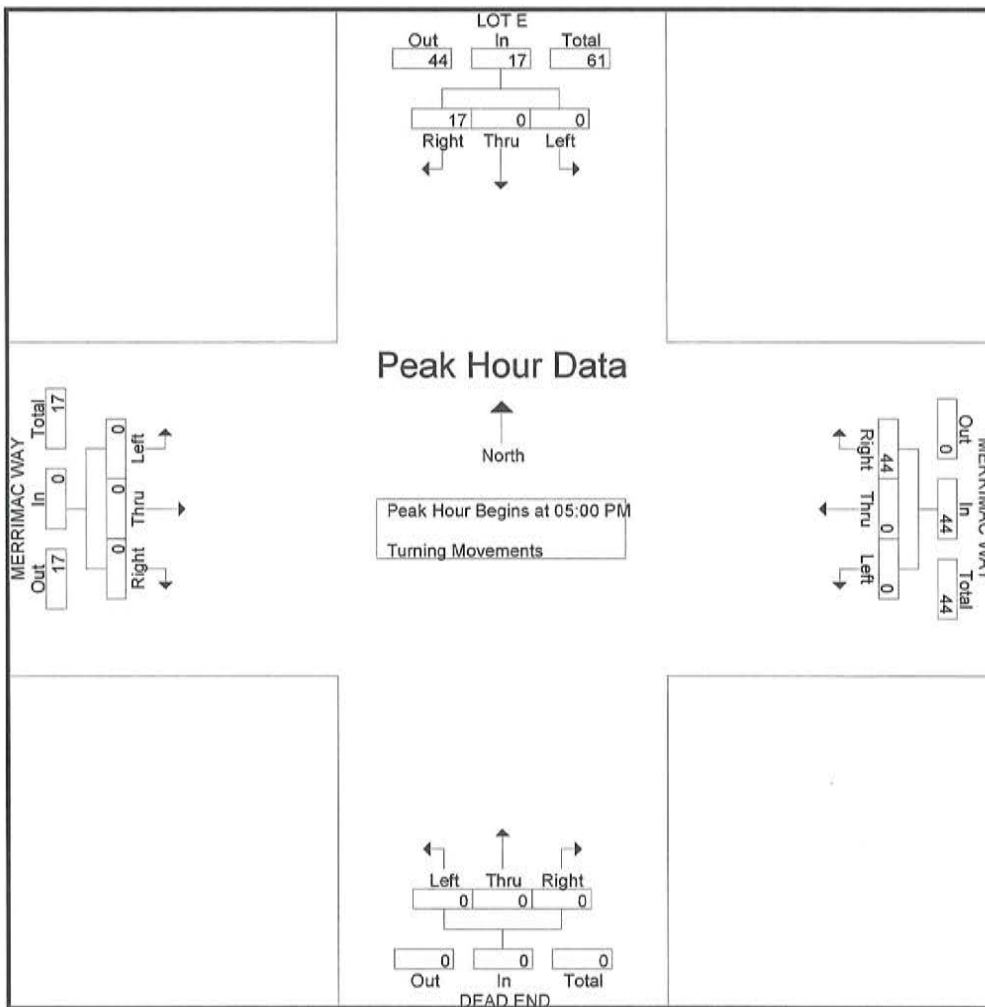 LOT E
Out In Total
44 17 61
17 0 0
Right Thru Left
Peak Hour Data
North
Peak Hour Begins at 05:00 PM
Turning Movements
MERRIMAC WAY
Out In Total
17 0 17
0 0 0
Right Thru Left
MERRIMAC WAY
Out In Total
0 44 44
44 0 0
Right Thru Left
Left Thru Right
0 0 0
0 0 0
Out In Total
DEAD END